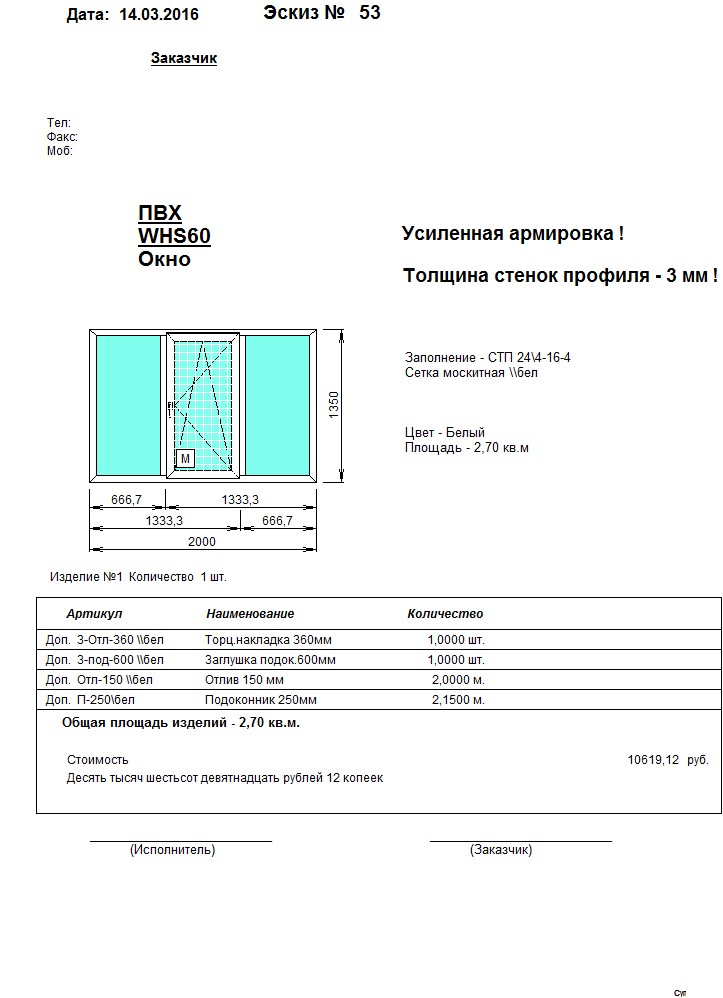 Дата: 14.03.2016 Эскиз № 53
Заказчик
Тел:
Факс:
Моб:
ПВХ
WHS60
Окно
Усиленная армировка !
Толщина стенок профиля - 3 мм !
Заполнение - СТП 24\4-16-4
Сетка москитная \\бел
Цвет - Белый
Площадь - 2,70 кв.м
M
1350
666,7 1333,3
1333,3 666,7
2000
Изделие №1 Количество 1 шт.
Артикул Наименование Количество
Доп. З-Отл-360 \\бел Торц.накладка 360мм 1,0000 шт.
Доп. З-под-600 \\бел Заглушка подок.600мм 1,0000 шт.
Доп. Отл-150 \\бел Отлив 150 мм 2,0000 м.
Доп. П-250\бел Подоконник 250мм 2,1500 м.
Общая площадь изделий - 2,70 кв.м.
Стоимость 10619,12 руб.
Десять тысяч шестьсот девятнадцать рублей 12 копеек
(Исполнитель) (Заказчик)